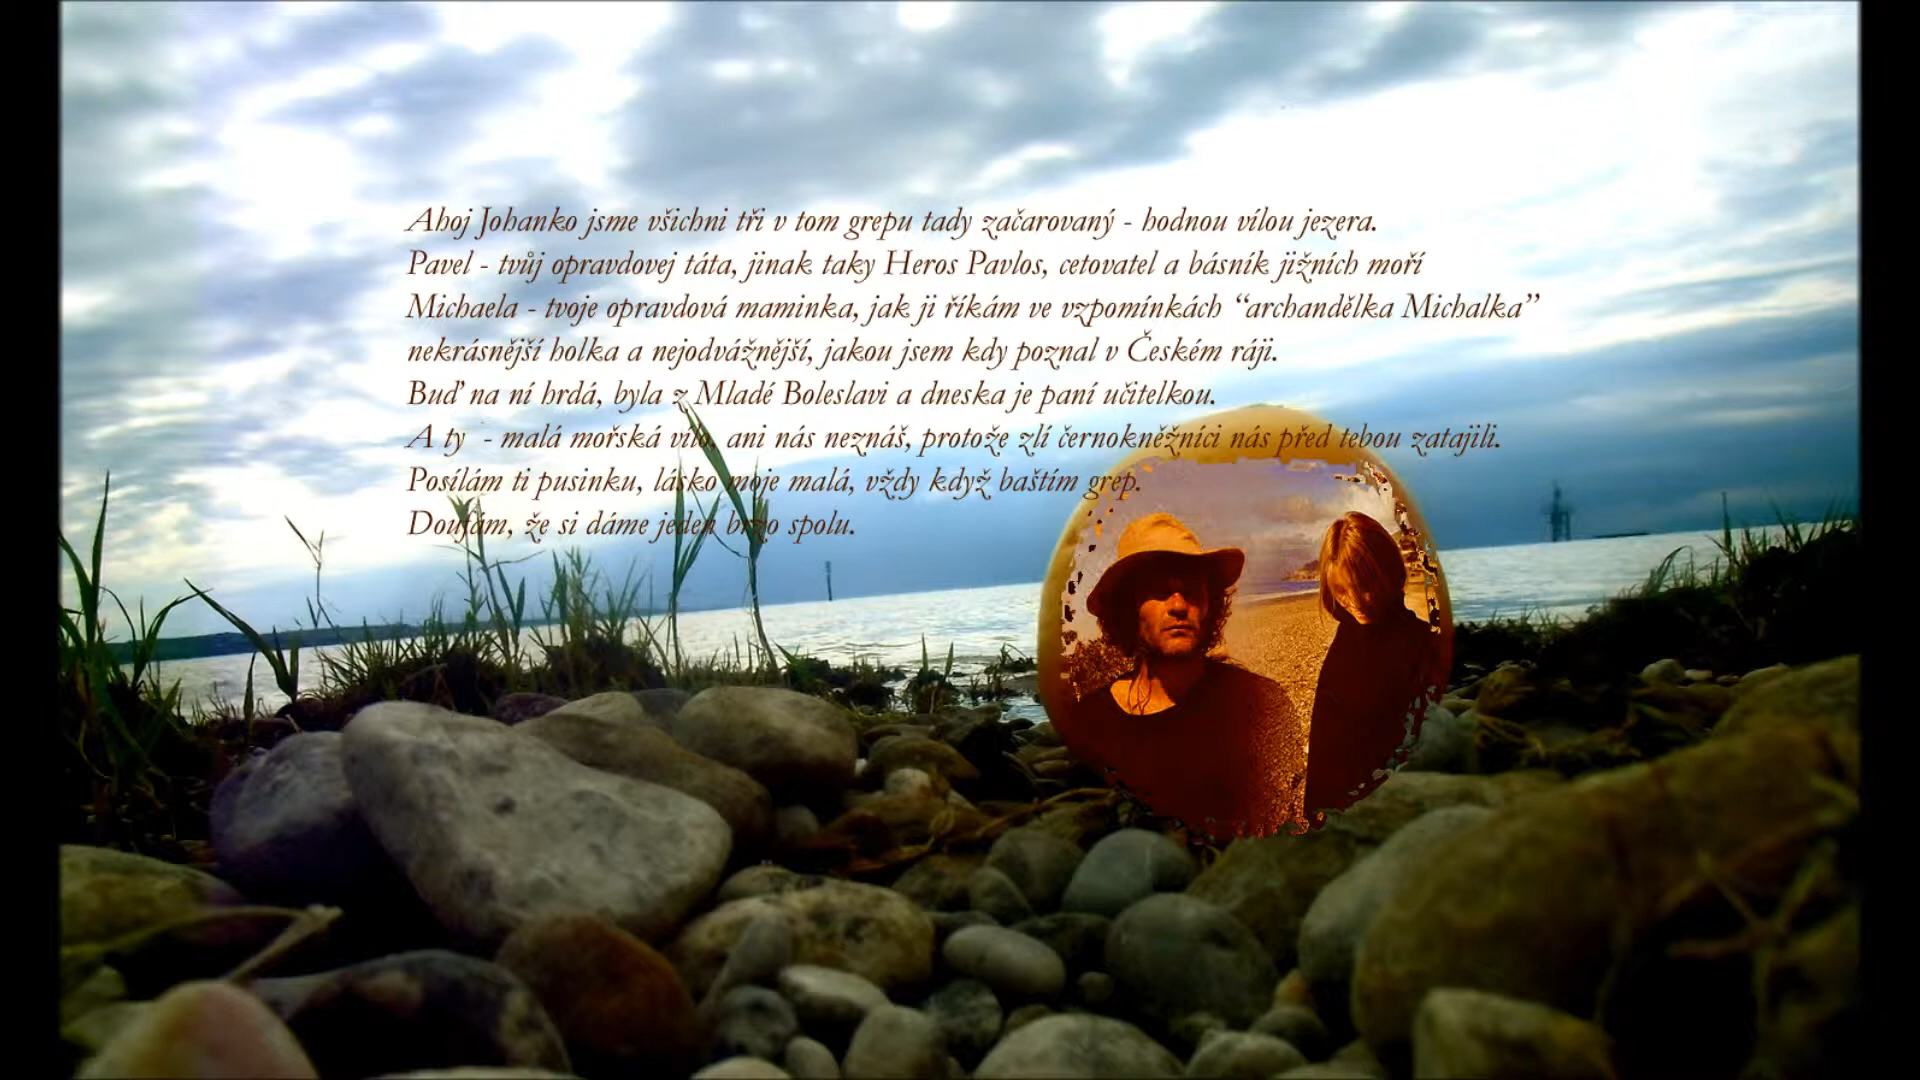 Ahoj Johanko jsme všichni tři v tom grepu tady začarovaný - hodnou vílou jezera.
Pavel - tvůj opravdovej táta, jinak taky Heros Pavlos, cetovatel a básník jižních moří
Michaela - tvoje opravdová maminka, jak ji říkám ve vzpomínkách “archandělka Michalka”
nekrásnější holka a nejodvážnější, jakou jsem kdy poznal v Českém ráji.
Buď na ní hrdá, byla z Mladé Boleslavi a dneska je paní učitelkou.
A ty - malá mořská víla, ani nás neznáš, protože zlí černokněžníci nás před tebou zatajili.
Posílám ti pusinku, lásko moje malá, vždy když baštím grep.
Doufám, že si dáme jeden brzo spolu.